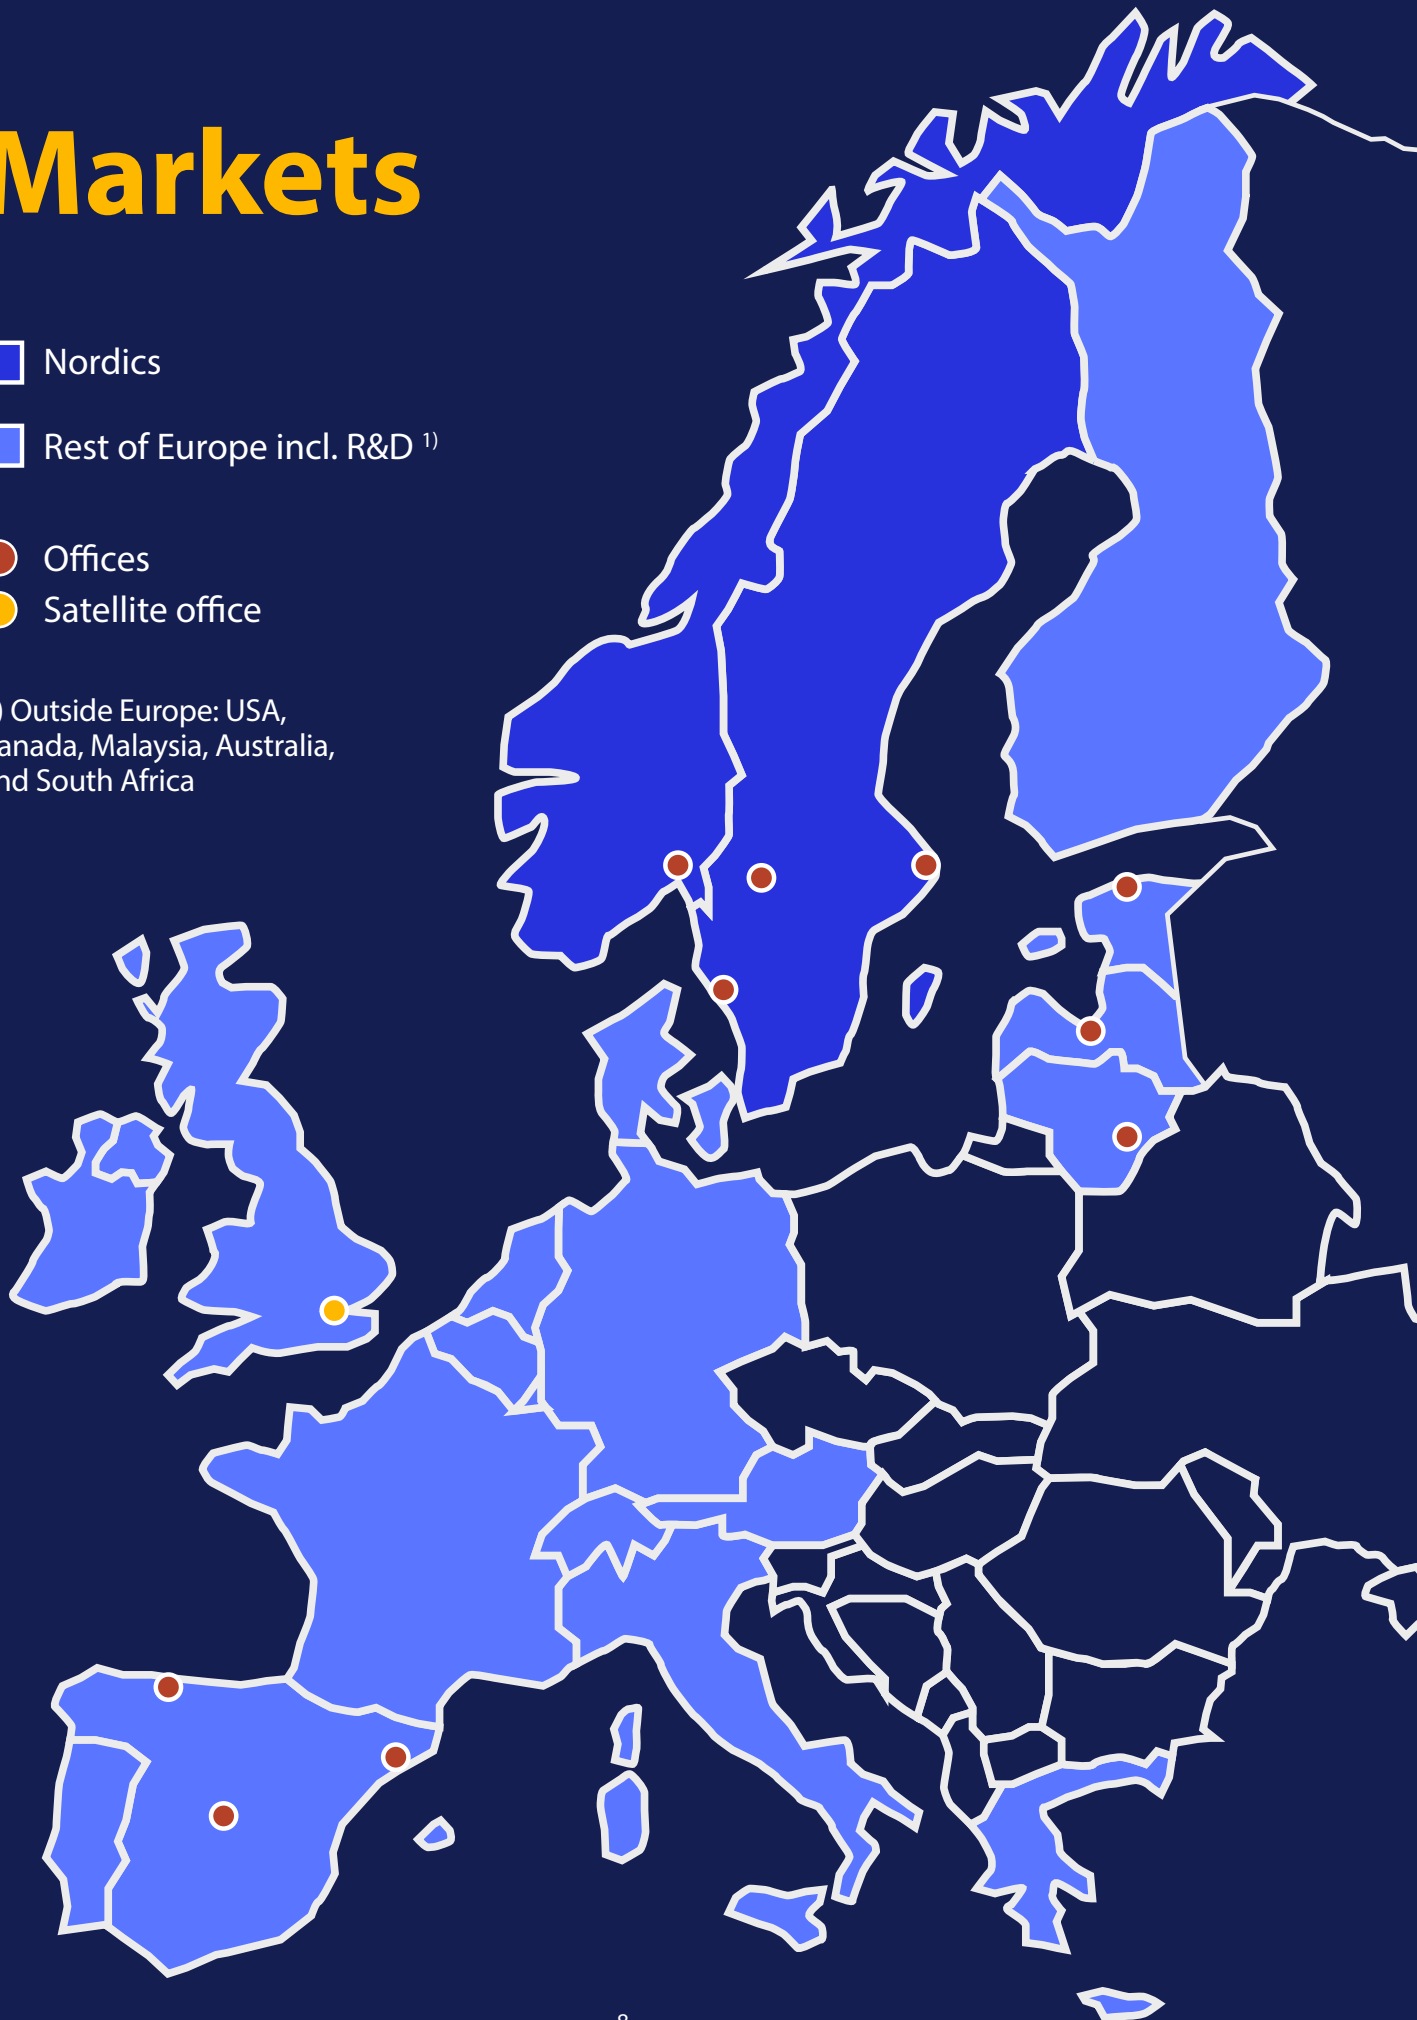 Markets
Nordics
Rest of Europe incl. R&D 1)
Offices
Satellite office
) Outside Europe: USA,
anada, Malaysia, Australia,
nd South Africa
8